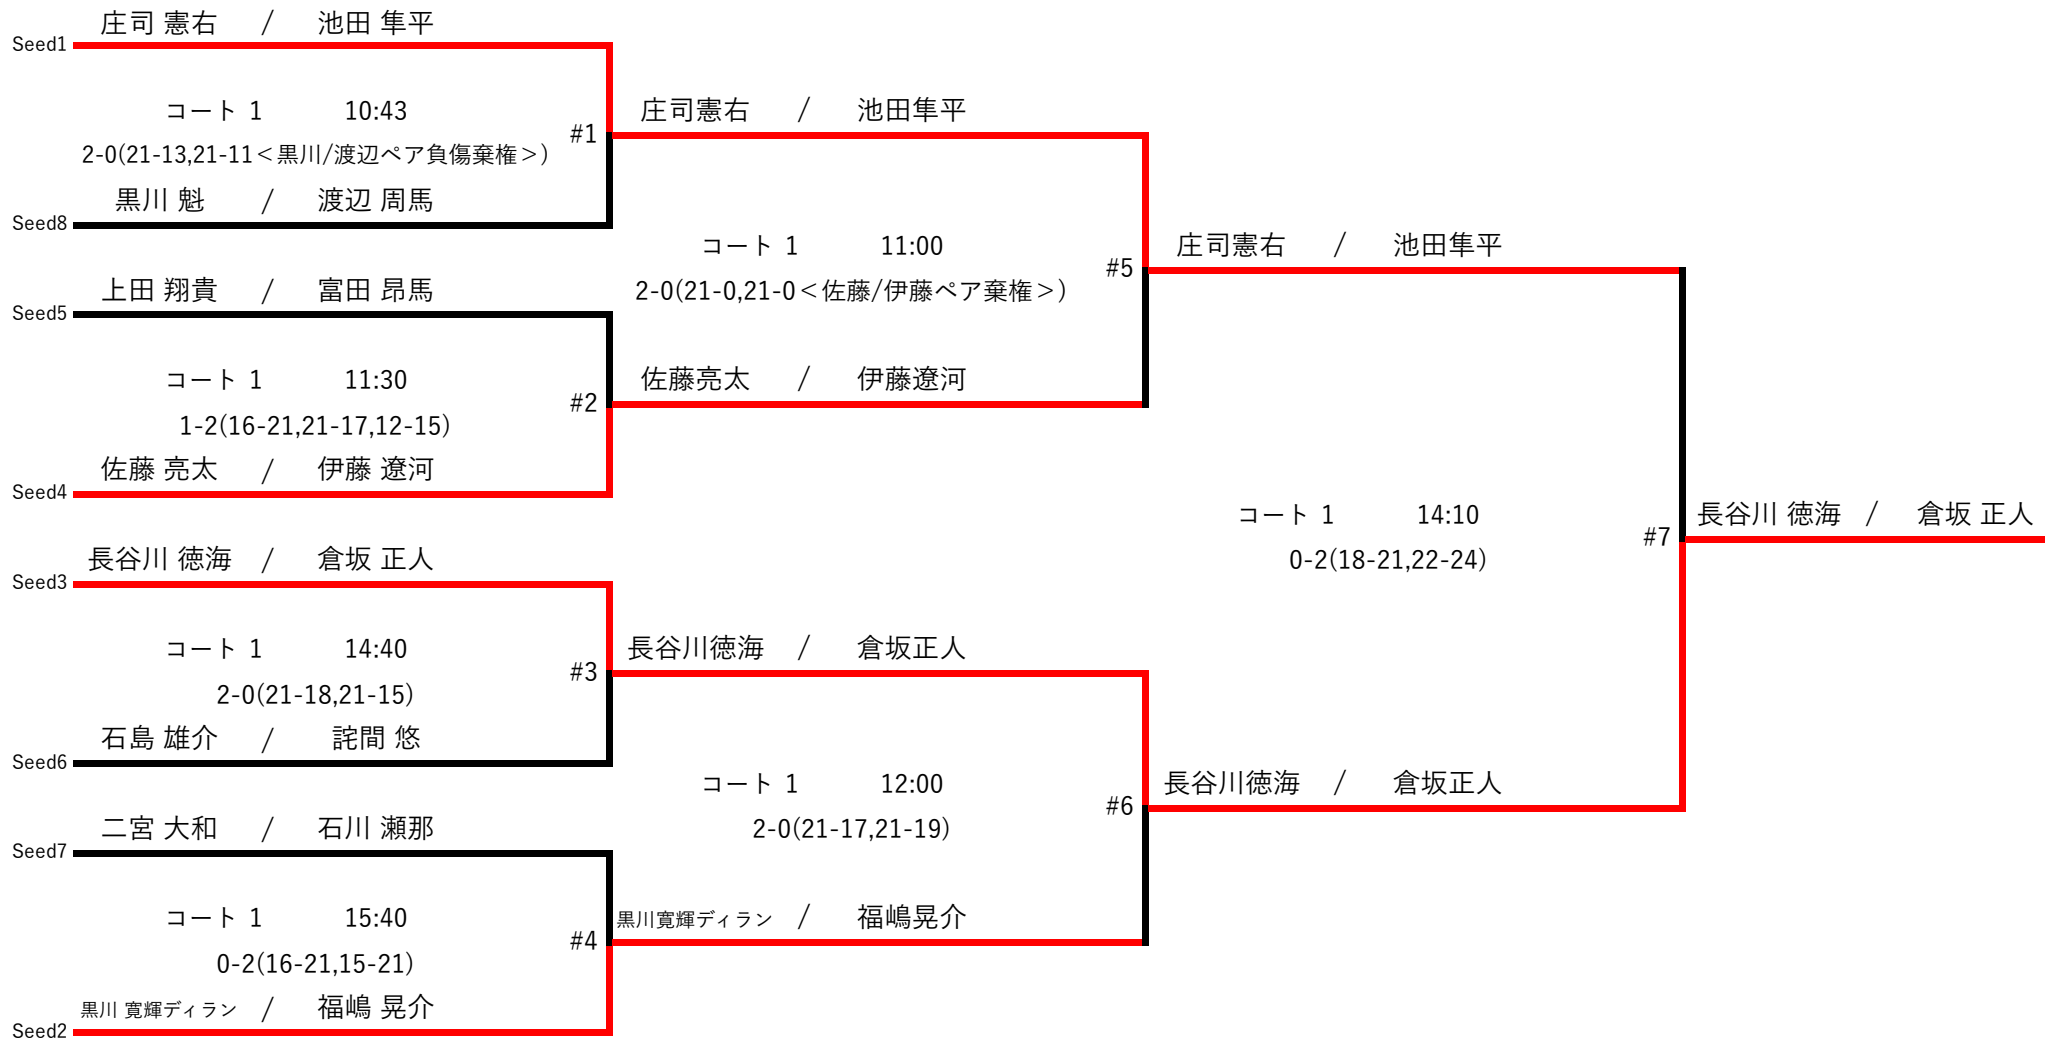 庄司 憲右 / 池田 隼平
Seed1
コート 1 10:43
2-0(21-13,21-11＜黒川/渡辺ペア負傷棄権＞)
#1
黒川 魁 / 渡辺 周馬
Seed8
上田 翔貴 / 富田 昂馬
Seed5
コート 1 11:30
1-2(16-21,21-17,12-15)
#2
佐藤 亮太 / 伊藤 遼河
Seed4
長谷川 徳海 / 倉坂 正人
Seed3
コート 1 14:40
2-0(21-18,21-15)
#3
石島 雄介 / 詫間 悠
Seed6
二宮 大和 / 石川 瀬那
Seed7
コート 1 15:40
0-2(16-21,15-21)
#4
黒川 寛輝ディラン / 福嶋 晃介
Seed2
庄司憲右 / 池田隼平
コート 1 11:00
2-0(21-0,21-0＜佐藤/伊藤ペア棄権＞)
#5
佐藤亮太 / 伊藤遼河
長谷川徳海 / 倉坂正人
コート 1 12:00
2-0(21-17,21-19)
#6
黒川寛輝ディラン / 福嶋晃介
庄司憲右 / 池田隼平
コート 1 14:10
0-2(18-21,22-24)
#7
長谷川徳海 / 倉坂正人
長谷川 徳海 / 倉坂 正人